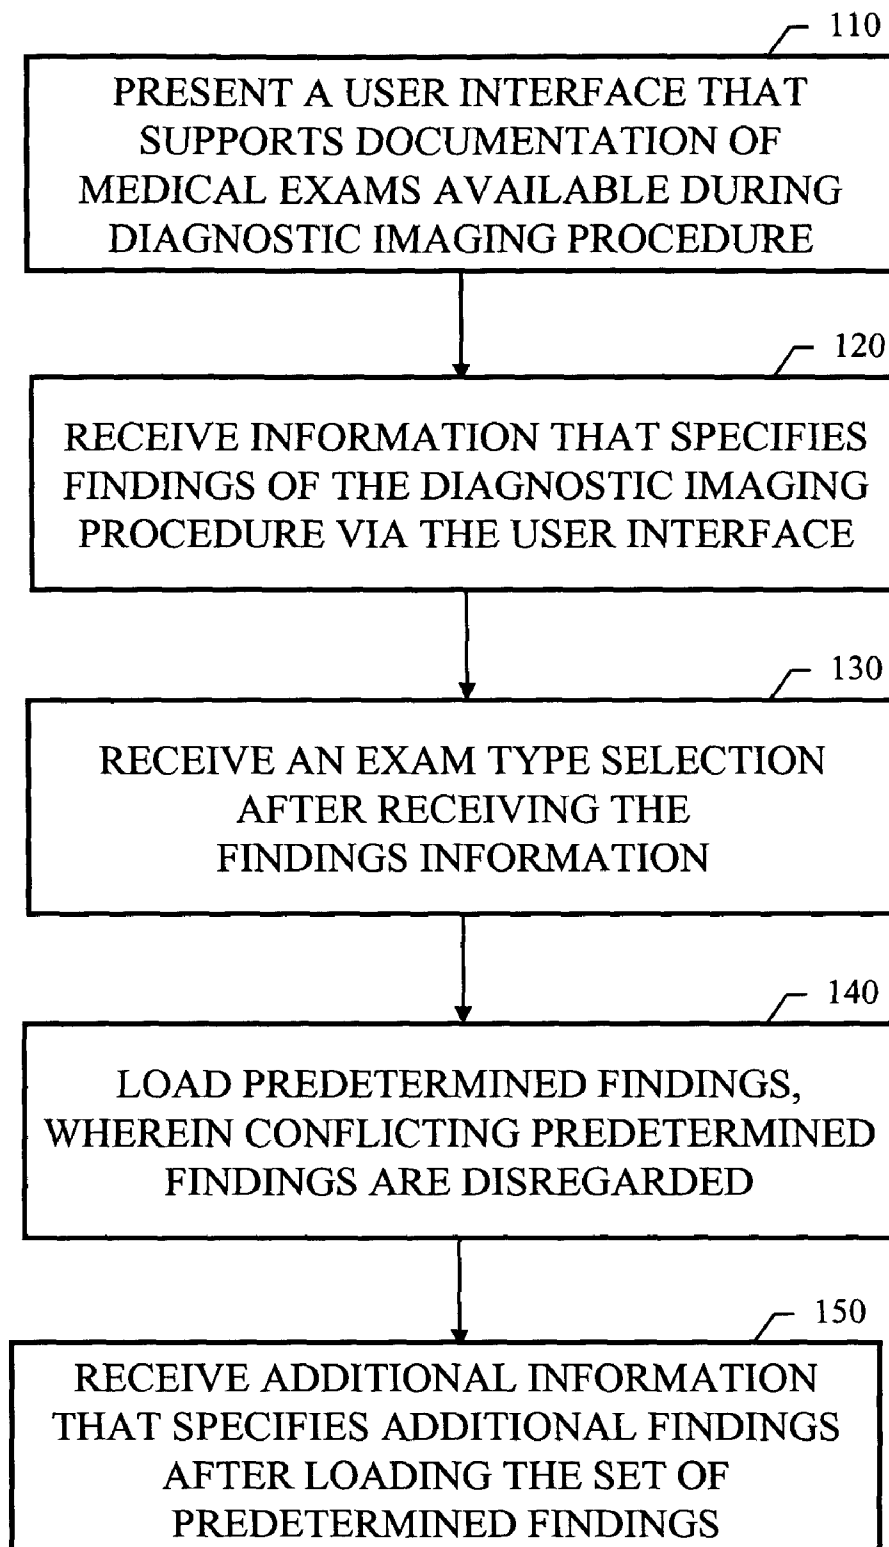 110
PRESENT A USER INTERFACE THAT
SUPPORTS DOCUMENTATION OF
MEDICAL EXAMS AVAILABLE DURING
DIAGNOSTIC IMAGING PROCEDURE
120
RECEIVE INFORMATION THAT SPECIFIES
FINDINGS OF THE DIAGNOSTIC IMAGING
PROCEDURE VIA THE USER INTERFACE
130
RECEIVE AN EXAM TYPE SELECTION
AFTER RECEIVING THE
FINDINGS INFORMATION
140
LOAD PREDETERMINED FINDINGS,
WHEREIN CONFLICTING PREDETERMINED
FINDINGS ARE DISREGARDED
150
RECEIVE ADDITIONAL INFORMATION
THAT SPECIFIES ADDITIONAL FINDINGS
AFTER LOADING THE SET OF
PREDETERMINED FINDINGS